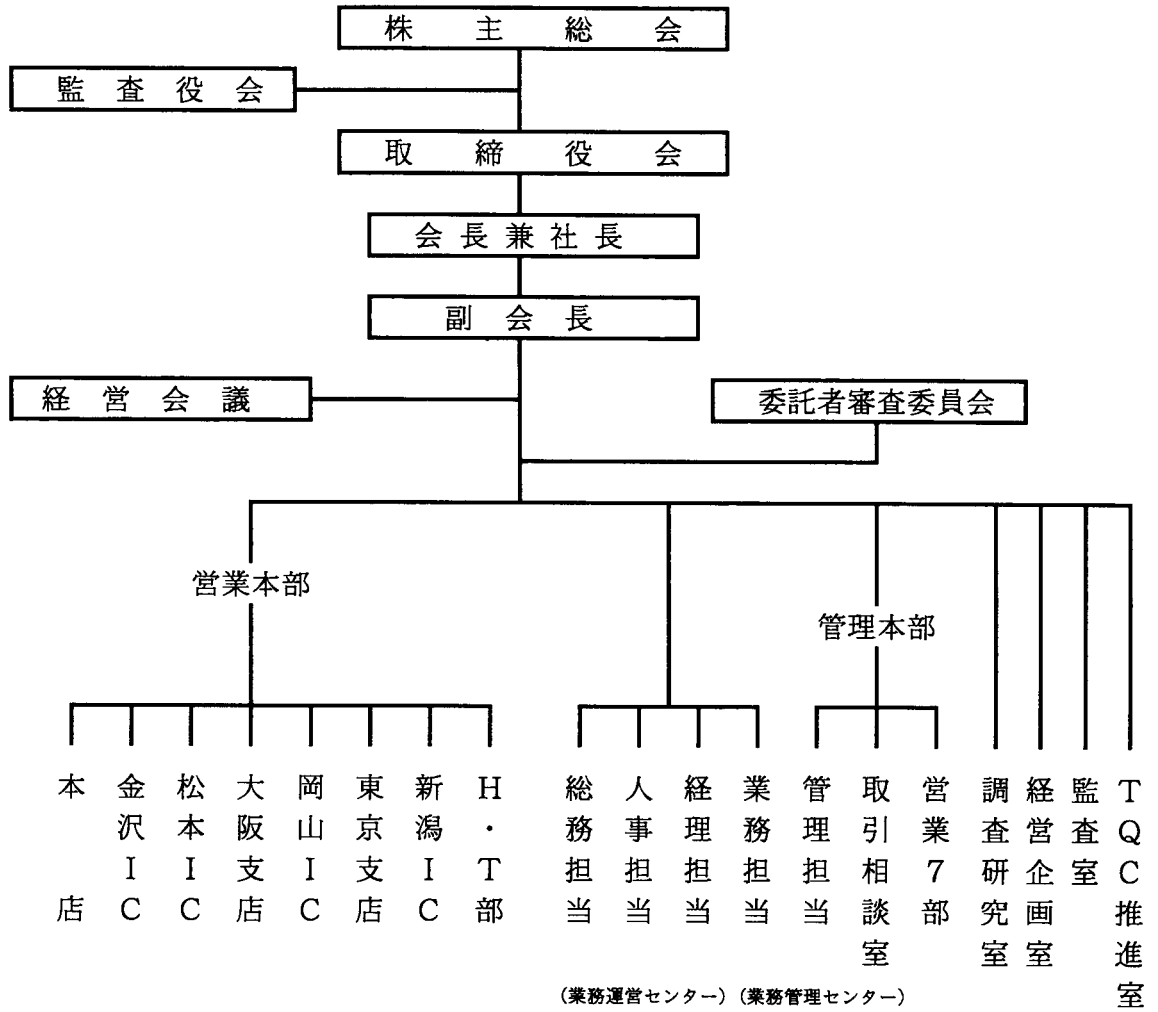 株主総会
監査役会
取締役会
会長兼社長
副会長
経営会議
委託者審査委員会
営業本部
管理本部
本店
金沢IC
松本IC
大阪支店
岡山IC
東京支店
新潟IC
H・T部
総務担当
人事担当
経理担当
業務担当
管理担当
取引相談室
営業7部
調査研究室
経営企画室
監査室
TQC推進室
（業務運営センター）（業務管理センター）